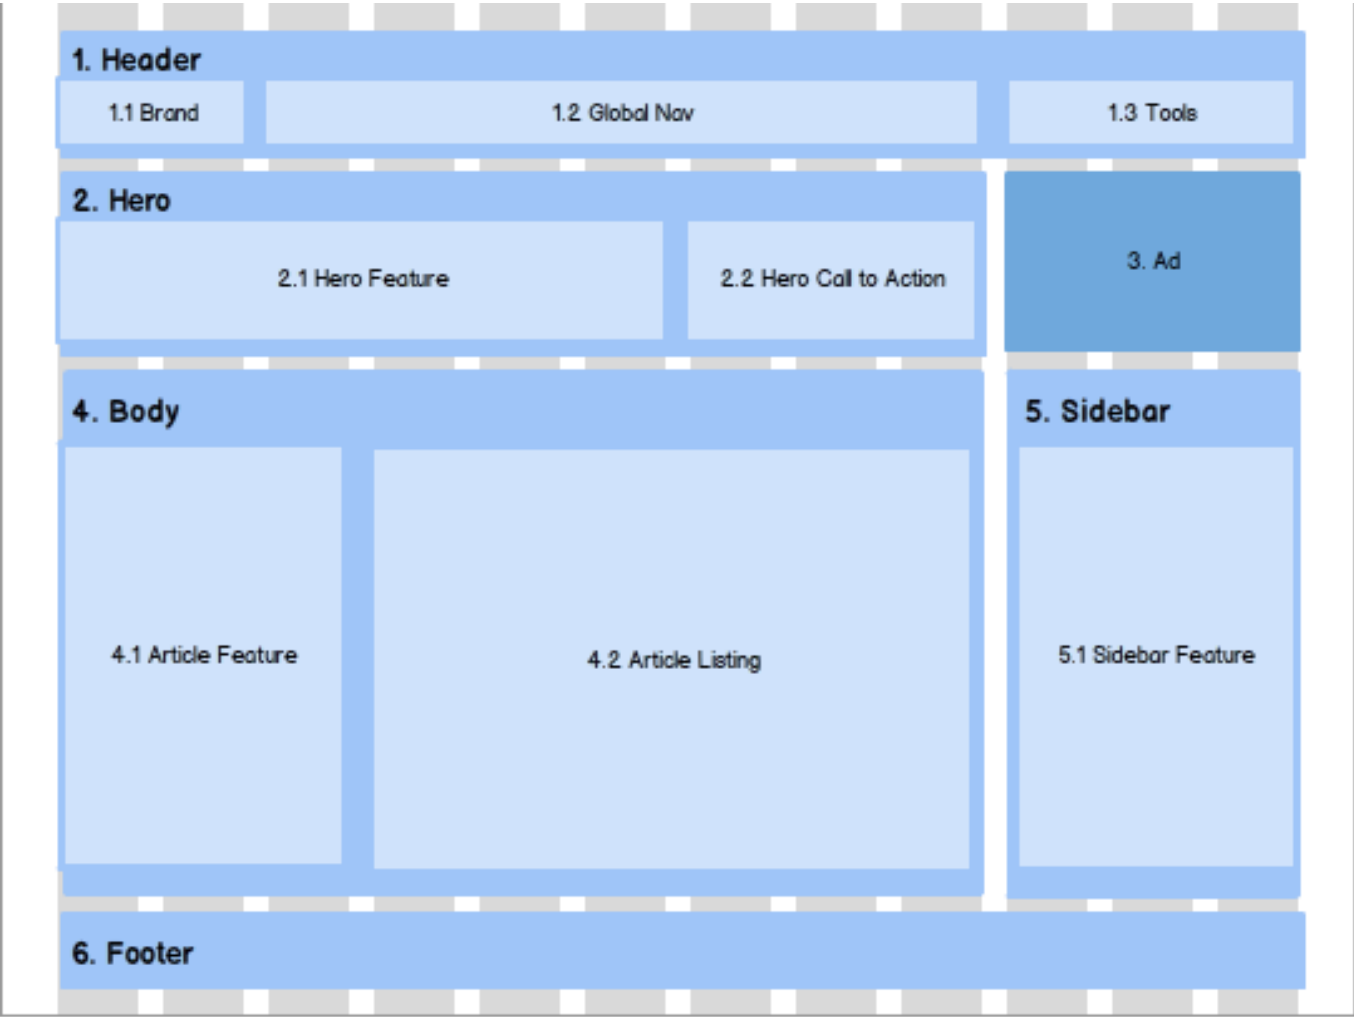 1. Header
1.1 Brand
1.2 Global Nav
1.3 Tools
2. Hero
2.1 Hero Feature
2.2 Hero Call to Action
3. Ad
4. Body
4.1 Article Feature
4.2 Article Listing
5. Sidebar
5.1 Sidebar Feature
6. Footer